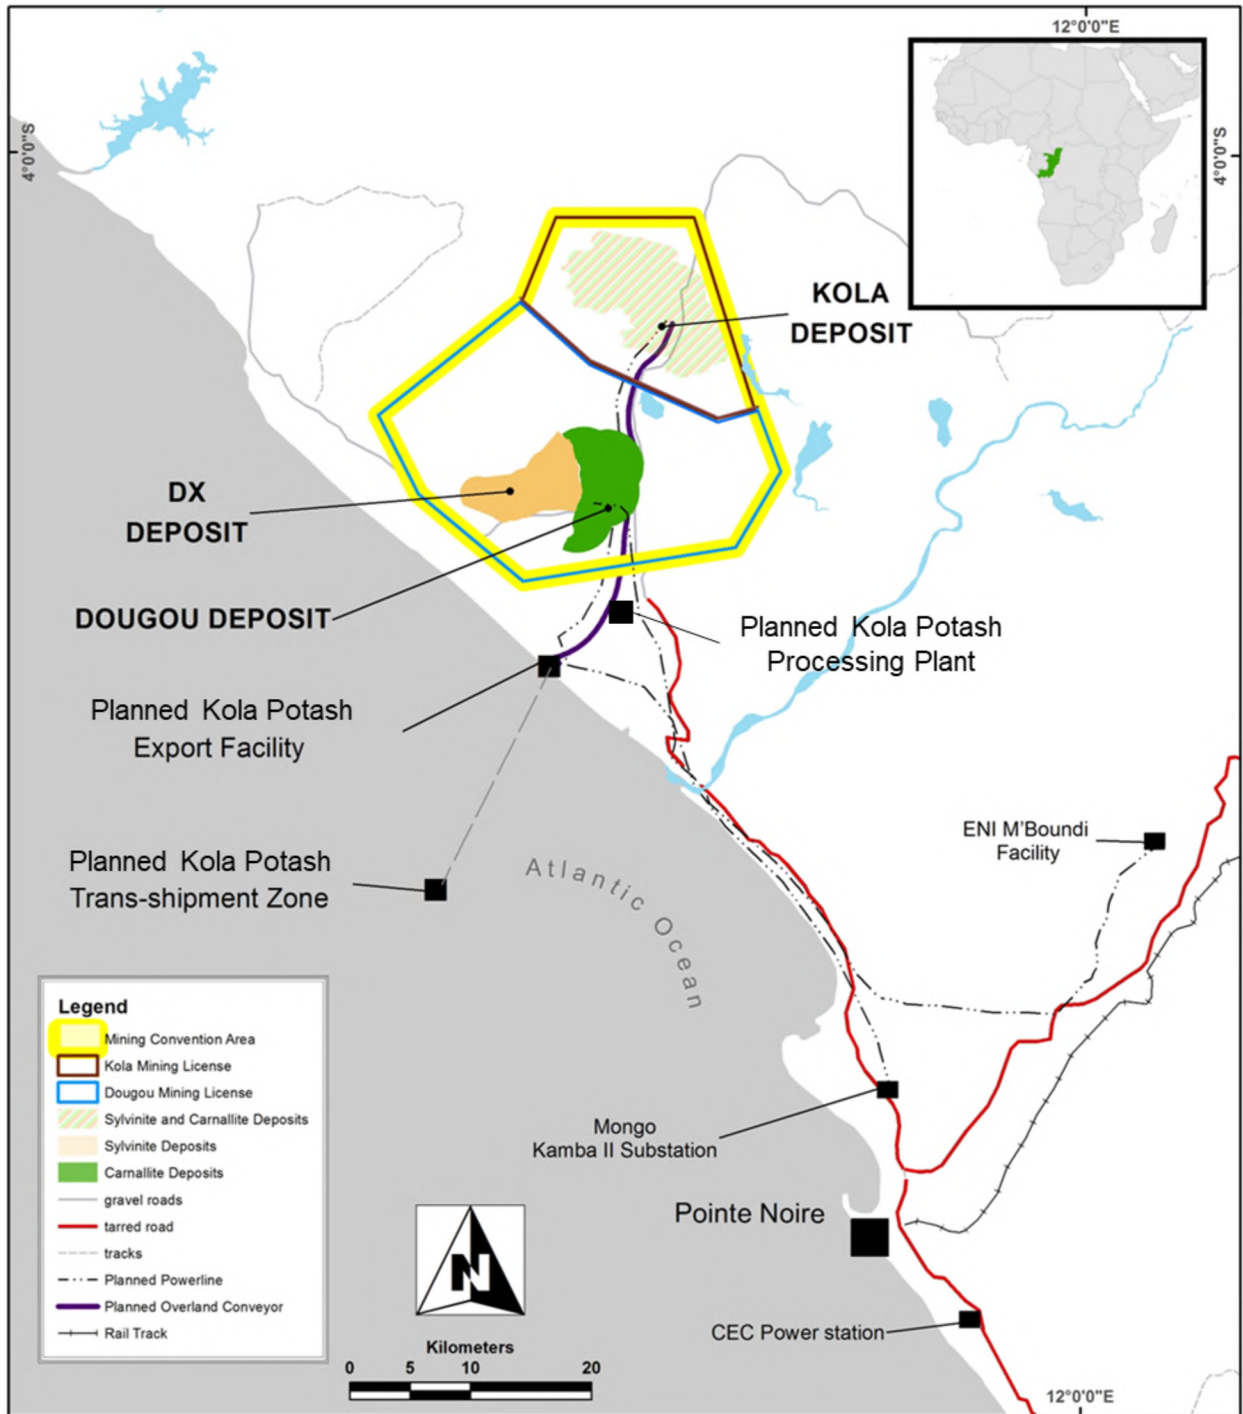 12°0'0"E
4°0'0"S
4°0'0"S
KOLA
DEPOSIT
DX
DEPOSIT
DOUGOU DEPOSIT
Planned Kola Potash
Processing Plant
Planned Kola Potash
Export Facility
ENI M'Boundi
Facility
Planned Kola Potash
Trans-shipment Zone
Atlantic Ocean
Legend
Mining Convention Area
Kola Mining License
Dougou Mining License
Sylvinite and Carnallite Deposits
Sylvinite Deposits
Carnallite Deposits
gravel roads
tarred road
tracks
Planned Powerline
Planned Overland Conveyor
Rail Track
Mongo
Kamba II Substation
Pointe Noire
N
CEC Power station
Kilometers
0 5 10 20
12°0'0"E